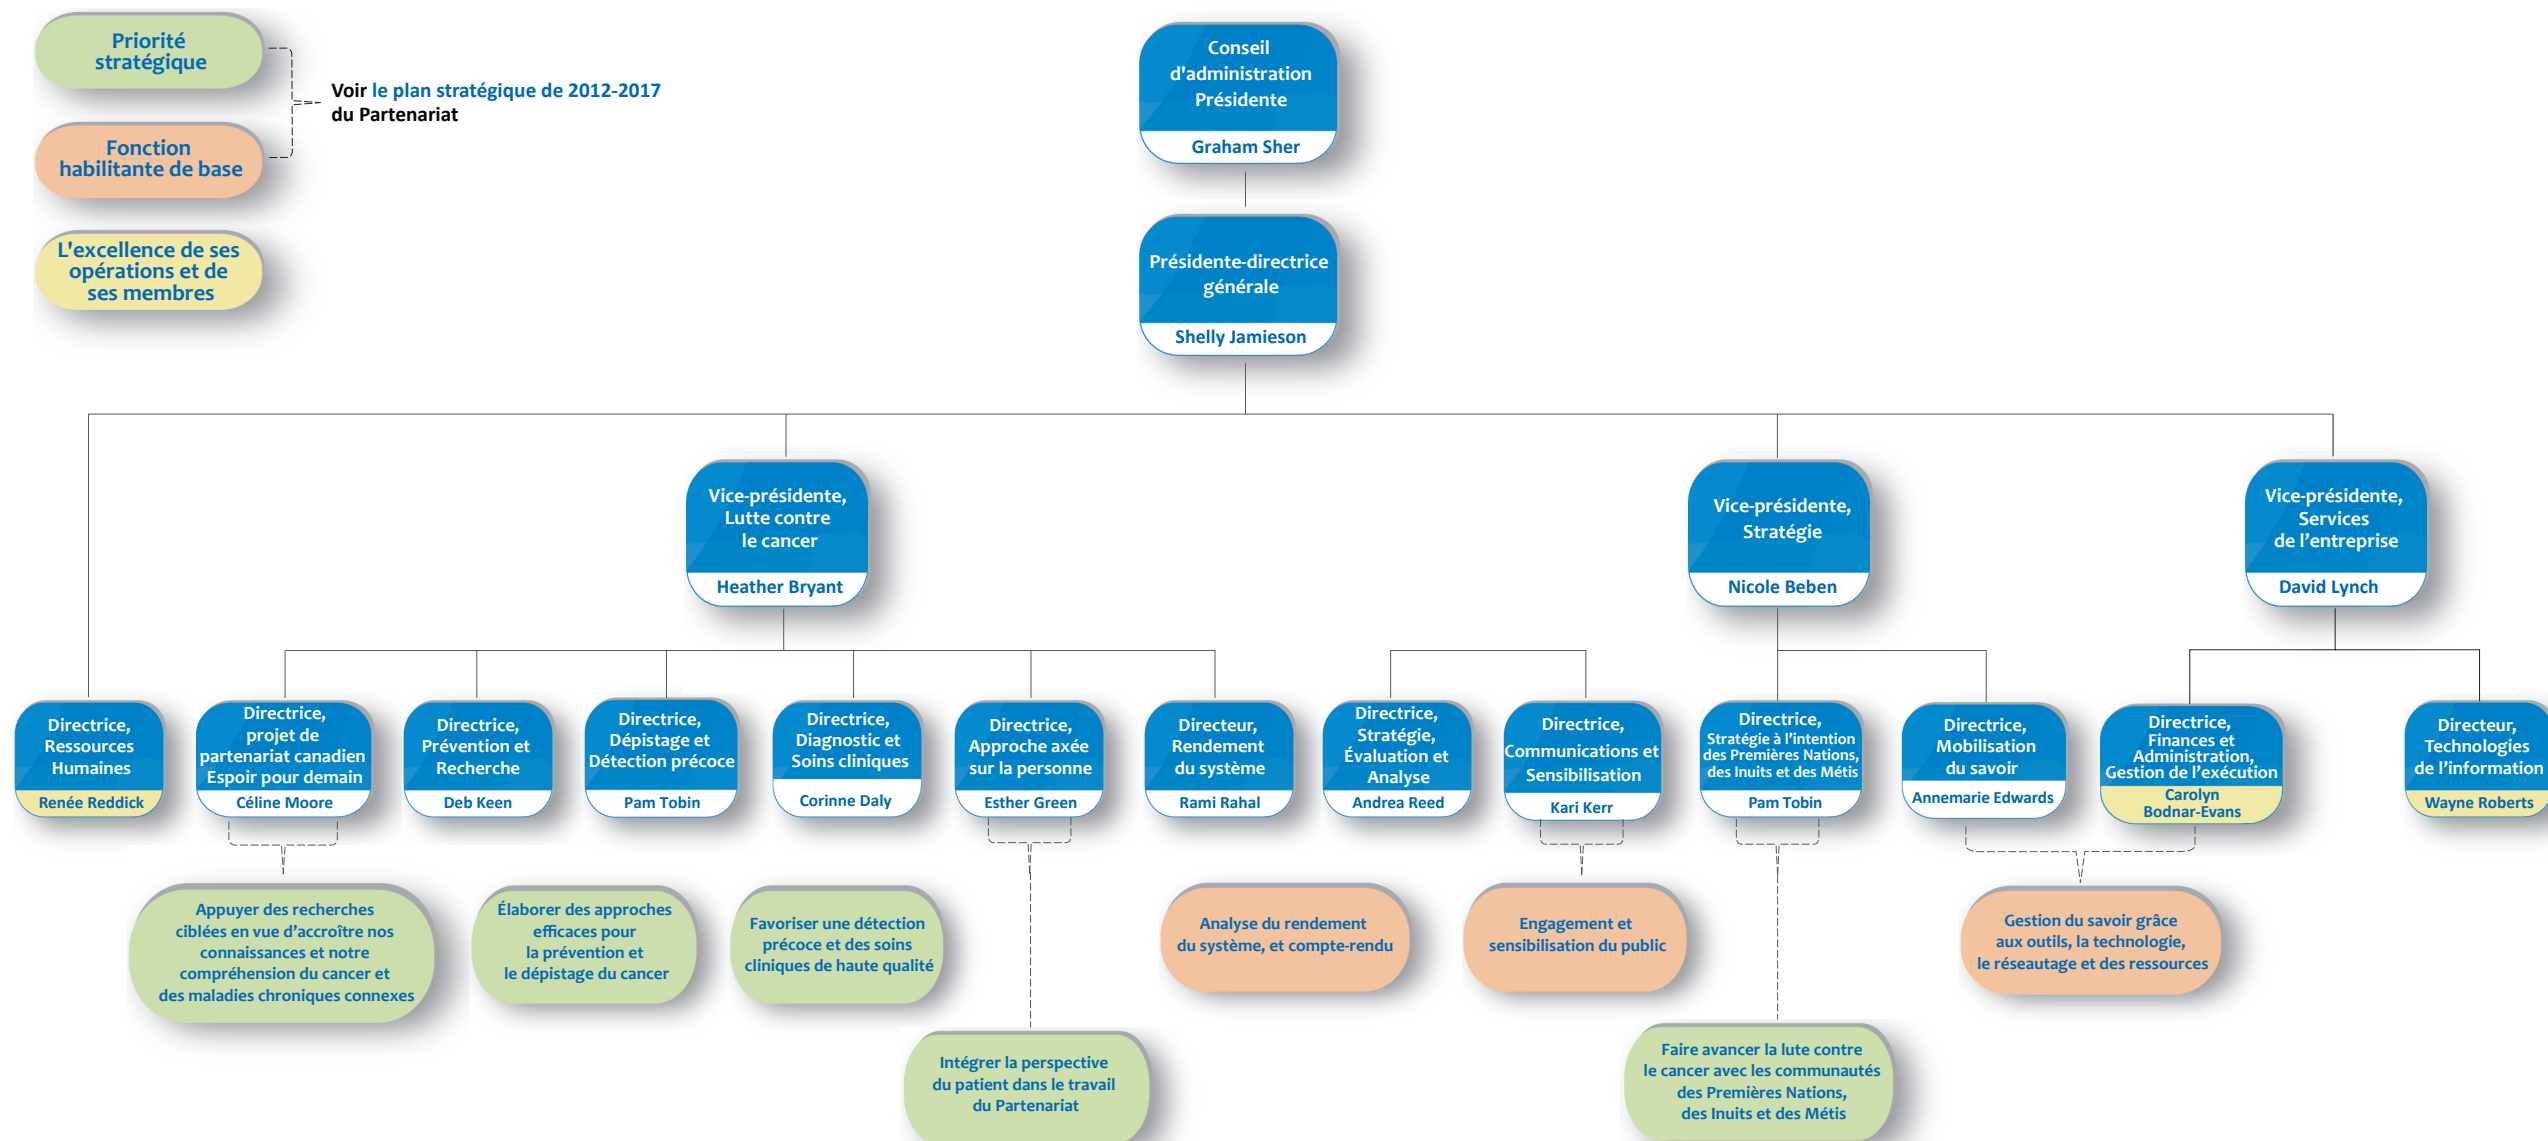 Priorité
stratégique
Fonction
habilitante de base
L'excellence de ses
opérations et de
ses membres
Voir le plan stratégique de 2012-2017
du Partenariat
Conseil
d'administration
Présidente
Graham Sher
Présidente-directrice
générale
Shelly Jamieson
Vice-présidente,
Lutte contre
le cancer
Heather Bryant
Vice-présidente,
Stratégie
Nicole Beben
Vice-présidente,
Services
de l’entreprise
David Lynch
Directrice,
Ressources
Humaines
Renée Reddick
Directrice,
projet de
partenariat canadien
Espoir pour demain
Céline Moore
Directrice,
Prévention et
Recherche
Deb Keen
Directrice,
Dépistage et
Détection précoce
Pam Tobin
Directrice,
Diagnostic et
Soins cliniques
Corinne Daly
Directrice,
Approche axée
sur la personne
Esther Green
Directeur,
Rendement
du système
Rami Rahal
Directrice,
Stratégie,
Évaluation et
Analyse
Andrea Reed
Directrice,
Communications et
Sensibilisation
Kari Kerr
Directrice,
Stratégie à l’intention
des Premières Nations,
des Inuits et des Métis
Pam Tobin
Directrice,
Mobilisation
du savoir
Annemarie Edwards
Directrice,
Finances et
Administration,
Gestion de l’exécution
Carolyn
Bodnar-Evans
Directeur,
Technologies
de l’information
Wayne Roberts
Appuyer des recherches
ciblées en vue d’accroître nos
connaissances et notre
compréhension du cancer et
des maladies chroniques connexes
Élaborer des approches
efficaces pour
la prévention et
le dépistage du cancer
Favoriser une détection
précoce et des soins
cliniques de haute qualité
Intégrer la perspective
du patient dans le travail
du Partenariat
Analyse du rendement
du système, et compte-rendu
Engagement et
sensibilisation du public
Faire avancer la lute contre
le cancer avec les communautés
des Premières Nations,
des Inuits et des Métis
Gestion du savoir grâce
aux outils, la technologie,
le réseautage et des ressources